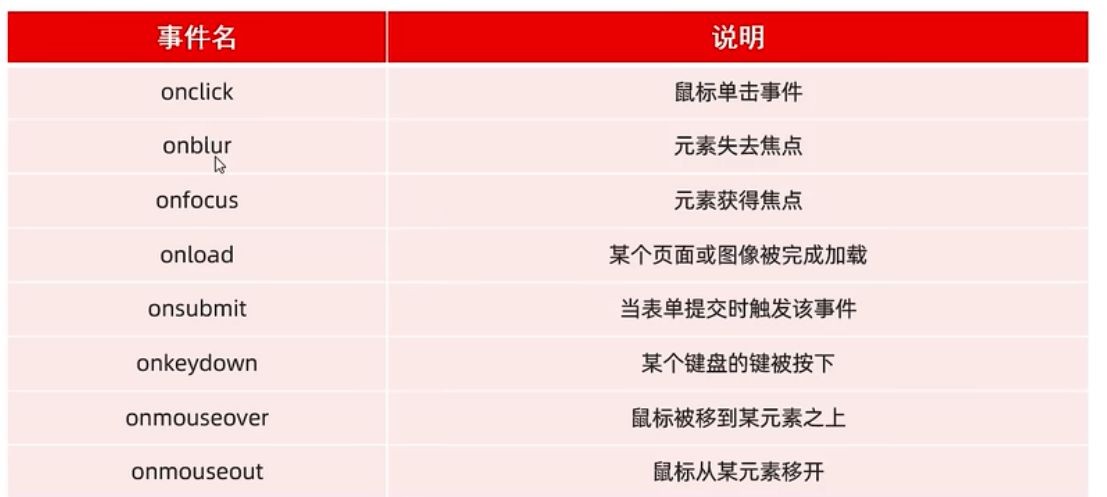 事件名 说明
onclick 鼠标单击事件
onblur 元素失去焦点
onfocus 元素获得焦点
onload 某个页面或图像被完成加载
onsubmit 当表单提交时触发该事件
onkeydown 某个键盘的键被按下
onmouseover 鼠标被移到某元素之上
onmouseout 鼠标从某元素移开